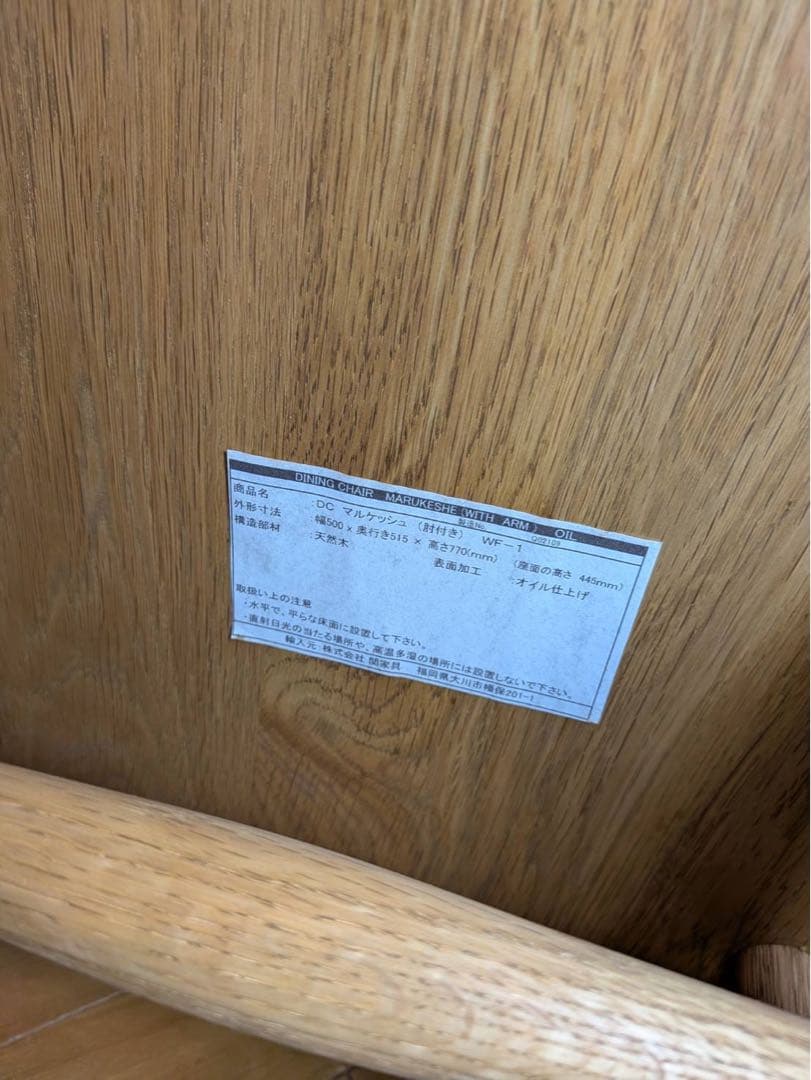 DINING CHAIR MARUKESHE (WITH ARM) OIL
製造No. Q02109
商品名 :DC マルケッシュ (肘付き) WF-1
外形寸法 :幅500 x 奥行き515 × 高さ770(mm) (座面の高さ 445mm)
構造部材 :天然木 表面加工 :オイル仕上げ
取扱い上の注意
・水平で、平らな床面に設置して下さい。
・直射日光の当たる場所や、高温多湿の場所には設置しないで下さい。
輸入元:株式会社 関家具 福岡県大川市幡保201-1